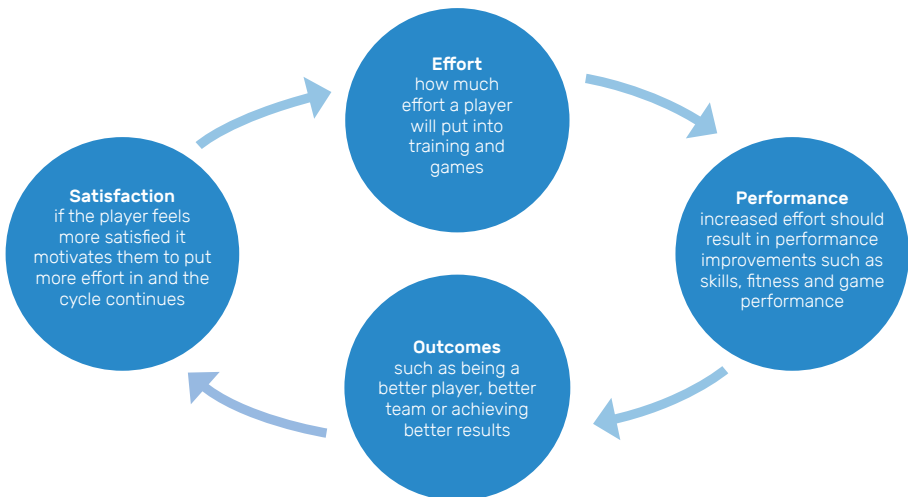 Effort
how much
effort a player
will put into
training and
games
Performance
increased effort should
result in performance
improvements such as
skills, fitness and game
performance
Outcomes
such as being a
better player, better
team or achieving
better results
Satisfaction
if the player feels
more satisfied it
motivates them to put
more effort in and the
cycle continues